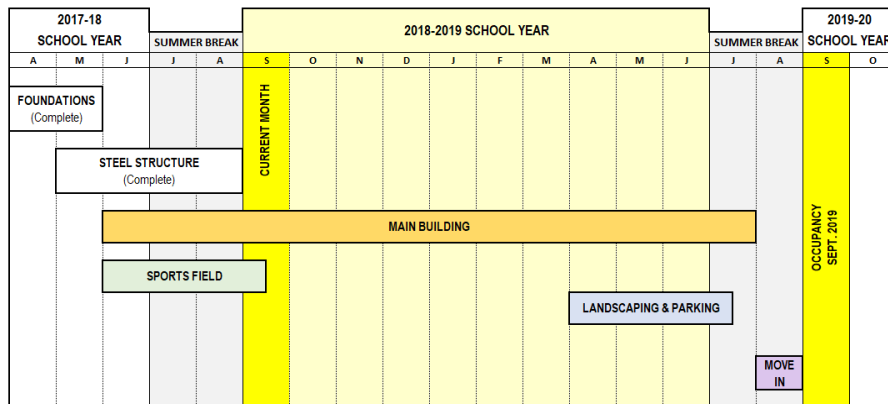 2017-18
SCHOOL YEAR
SUMMER BREAK
2018-2019 SCHOOL YEAR
SUMMER BREAK
2019-20
SCHOOL YEAR
A M J J A S O N D J F M A M J J A S O
FOUNDATIONS
(Complete)
STEEL STRUCTURE
(Complete)
CURRENT MONTH
MAIN BUILDING
SPORTS FIELD
LANDSCAPING & PARKING
MOVE
IN
OCCUPANCY
SEPT. 2019